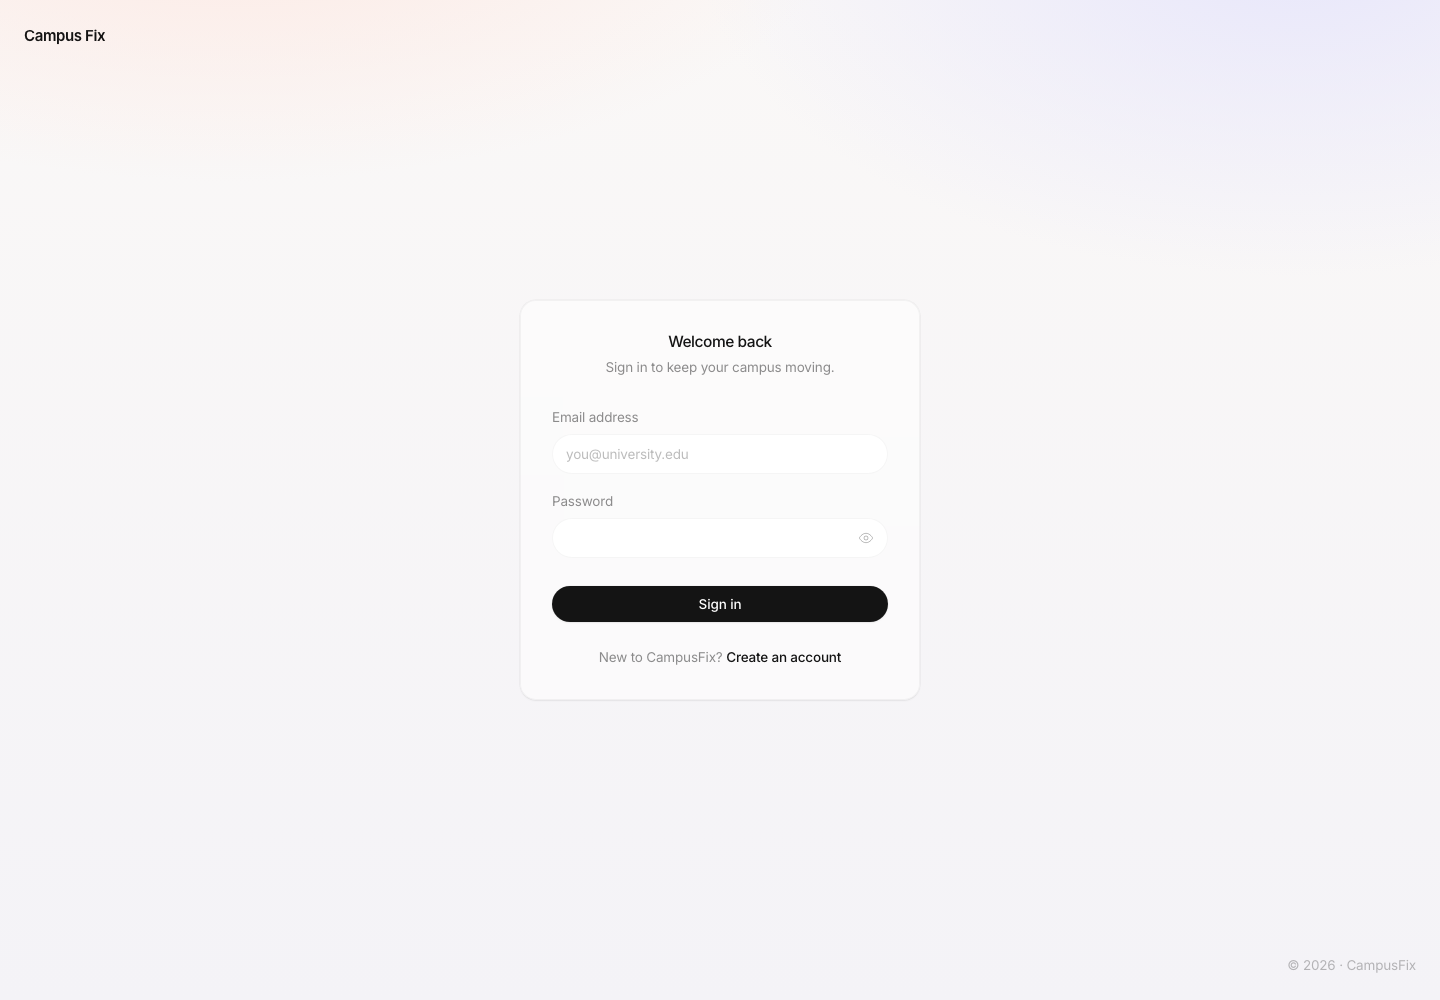 Campus Fix
Welcome back
Sign in to keep your campus moving.
Email address
you@university.edu
Password
Sign in
New to CampusFix? Create an account
© 2026 · CampusFix